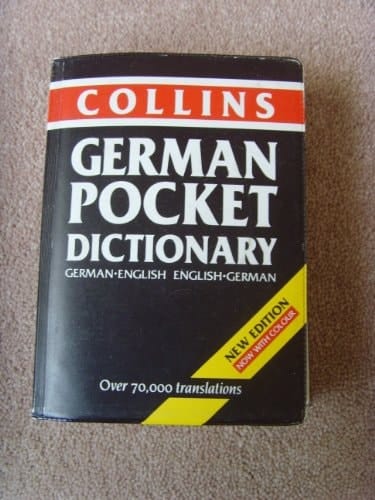 COLLINS
GERMAN
POCKET
DICTIONARY
GERMAN•ENGLISH ENGLISH•GERMAN
NEW EDITION
NOW WITH COLOUR
Over 70,000 translations